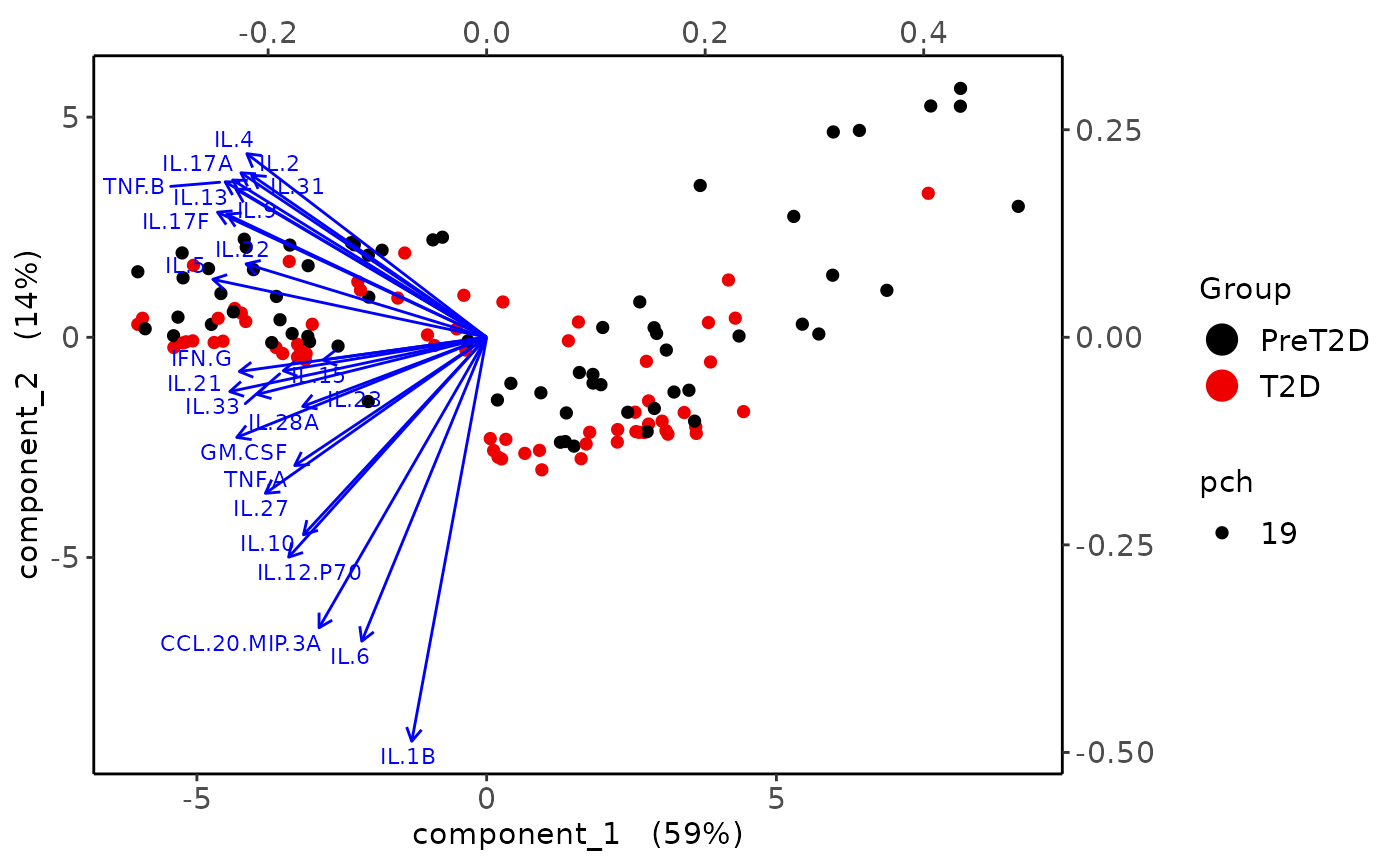 -0.2 0.0 0.2 0.4
5
0
-5
component_2 (14%)
0.25
0.00
-0.25
-0.50
IL.4
IL.17A
IL.2
TNF.B
IL.31
IL.13
IL.17F
IL.9
IL.22
IL.5
IFN.G
IL.15
IL.21
IL.33
IL.23
IL.28A
GM.CSF
TNF.A
IL.27
IL.10
IL.12.P70
CCL.20.MIP.3A
IL.6
IL.1B
-5 0 5
component_1 (59%)
Group
PreT2D
T2D
pch
19